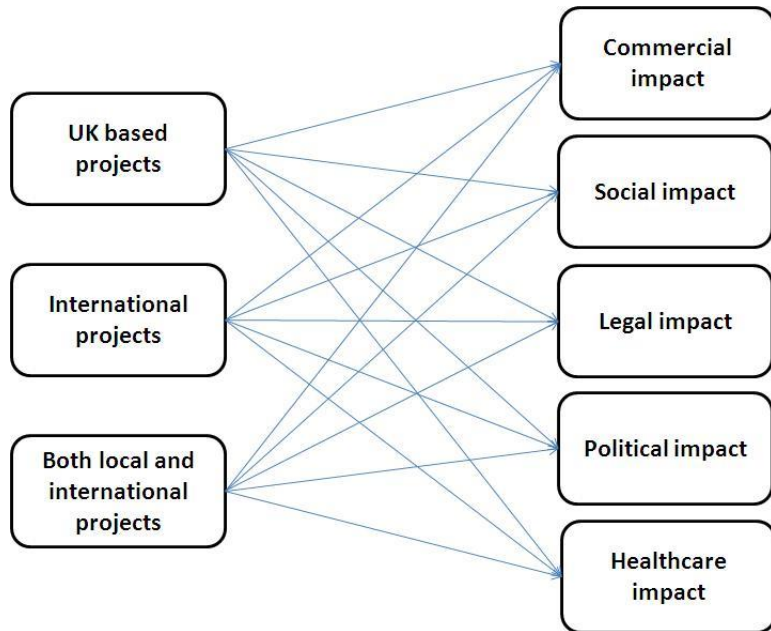 UK based
projects
International
projects
Both local and
international
projects
Commercial
impact
Social impact
Legal impact
Political impact
Healthcare
impact